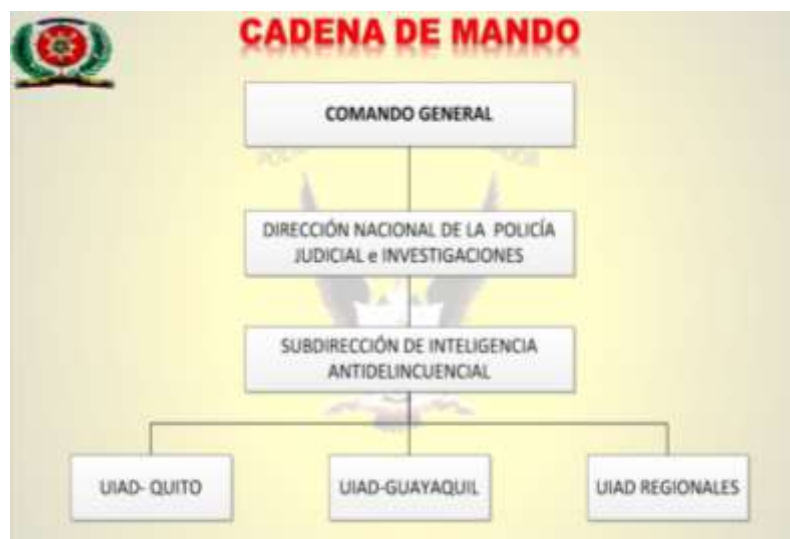 CADENA DE MANDO
COMANDO GENERAL
DIRECCIÓN NACIONAL DE LA POLICÍA
JUDICIAL e INVESTIGACIONES
SUBDIRECCIÓN DE INTELIGENCIA
ANTIDELINCUENCIAL
UIAD- QUITO
UIAD-GUAYAQUIL
UIAD REGIONALES